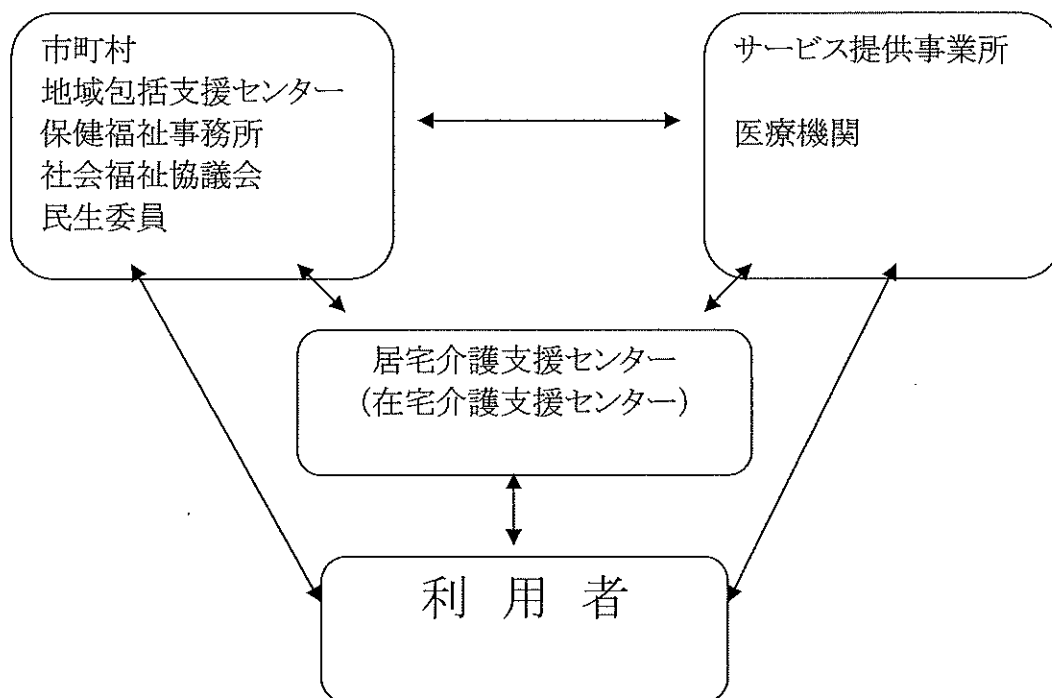 市町村
地域包括支援センター
保健福祉事務所
社会福祉協議会
民生委員
サービス提供事業所
医療機関
居宅介護支援センター
(在宅介護支援センター)
利 用 者